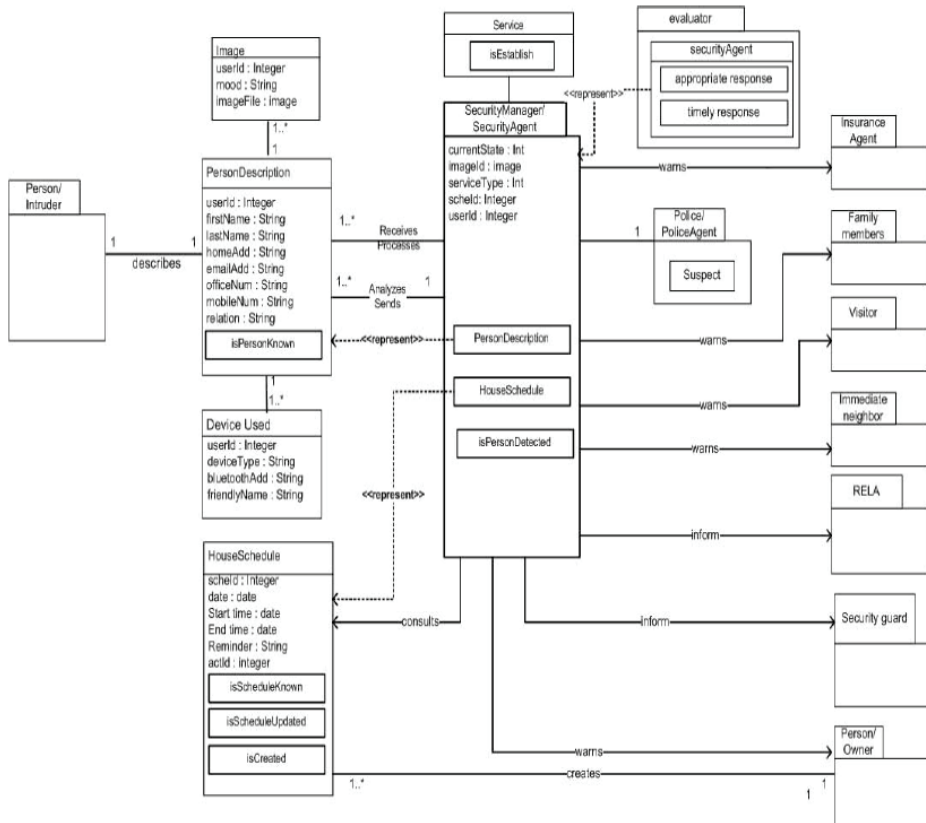 Image
userId : Integer
mood : String
imageFile : image
1..*
1
PersonDescription
userId : Integer
firstName : String
lastName : String
homeAdd : String
emailAdd : String
officeNum : String
mobileNum : String
relation : String
isPersonKnown
1
1..*
Device Used
userId : Integer
deviceType : String
bluetoothAdd : String
friendlyName : String
HouseSchedule
scheId : Integer
date : date
Start time : date
End time : date
Reminder : String
actId : integer
isScheduleKnown
isScheduleUpdated
isCreated
Person/
Intruder
1
1
describes
1..*
Receives
Processes
1..*
1
Analyzes
Sends
<<represent>>
<<represent>>
consults
Service
isEstablish
SecurityManager/
SecurityAgent
currentState : Int
imageId : image
serviceType : Int
scheId: Integer
userId : Integer
PersonDescription
HouseSchedule
isPersonDetected
evaluator
securityAgent
appropriate response
timely response
<<represent>>
warns
Insurance
Agent
1
Police/
PoliceAgent
Suspect
Family
members
warns
Visitor
warns
Immediate
neighbor
warns
RELA
inform
Security guard
inform
Person/
Owner
warns
creates
1..*
1
1